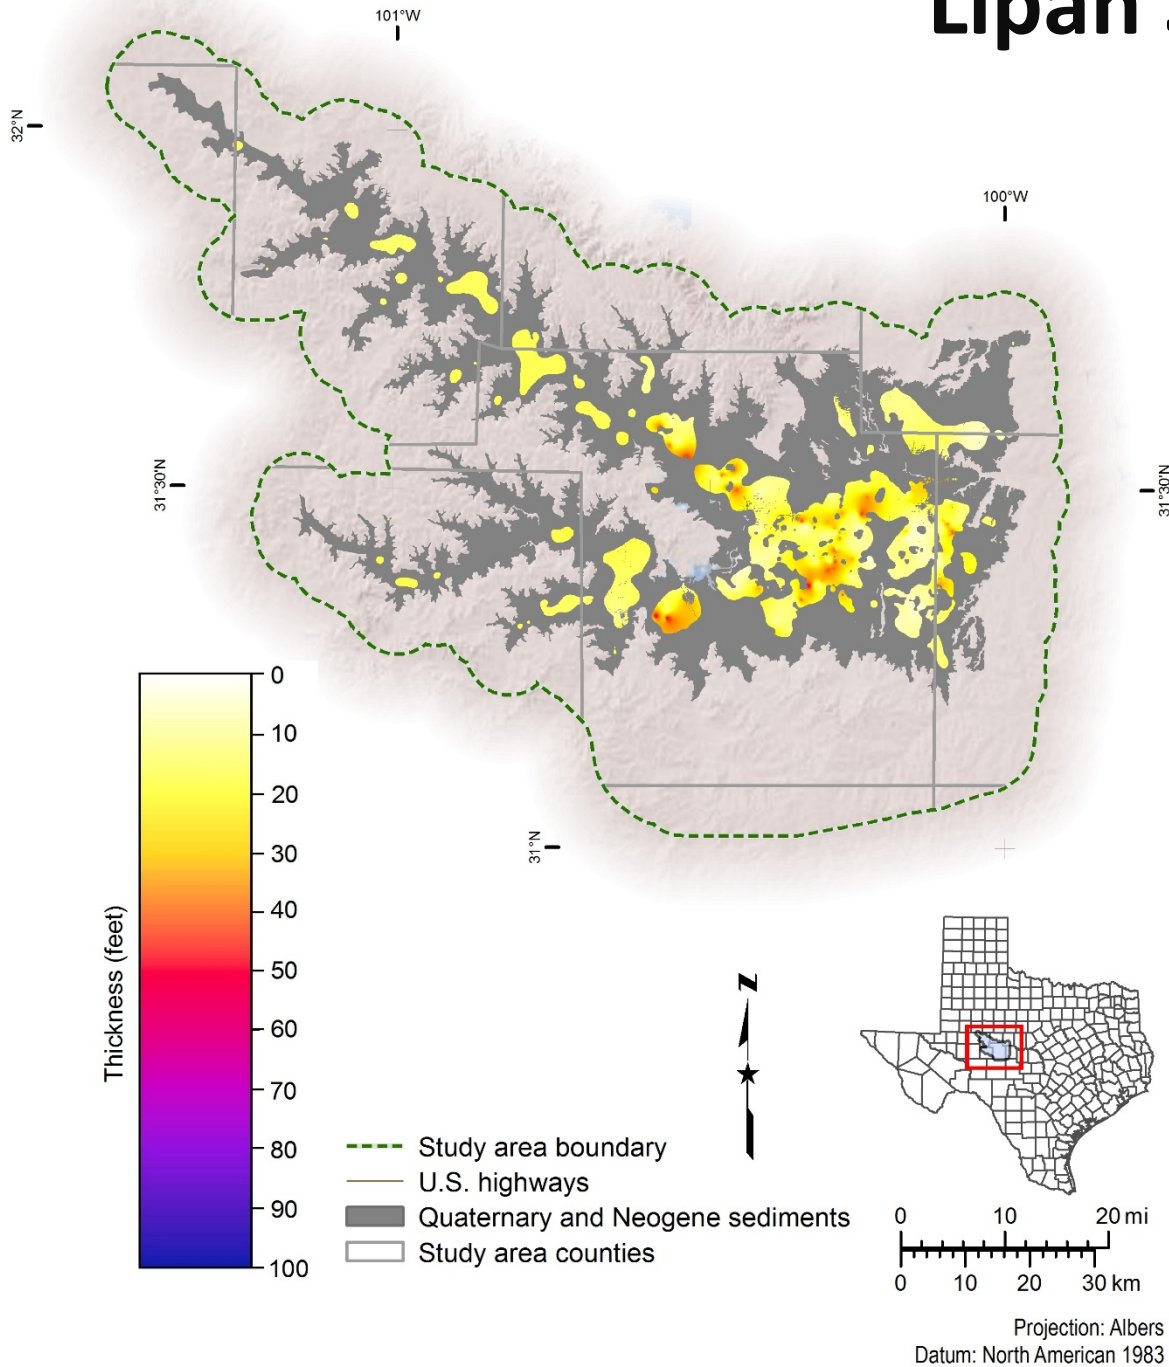 Lipan
101°W
32°N
100°W
31°30'N
31°30'N
31°N
0
10
20
30
40
50
60
70
80
90
100
Thickness (feet)
N
Study area boundary
U.S. highways
Quaternary and Neogene sediments
Study area counties
0 10 20 mi
0 10 20 30 km
Projection: Albers
Datum: North American 1983